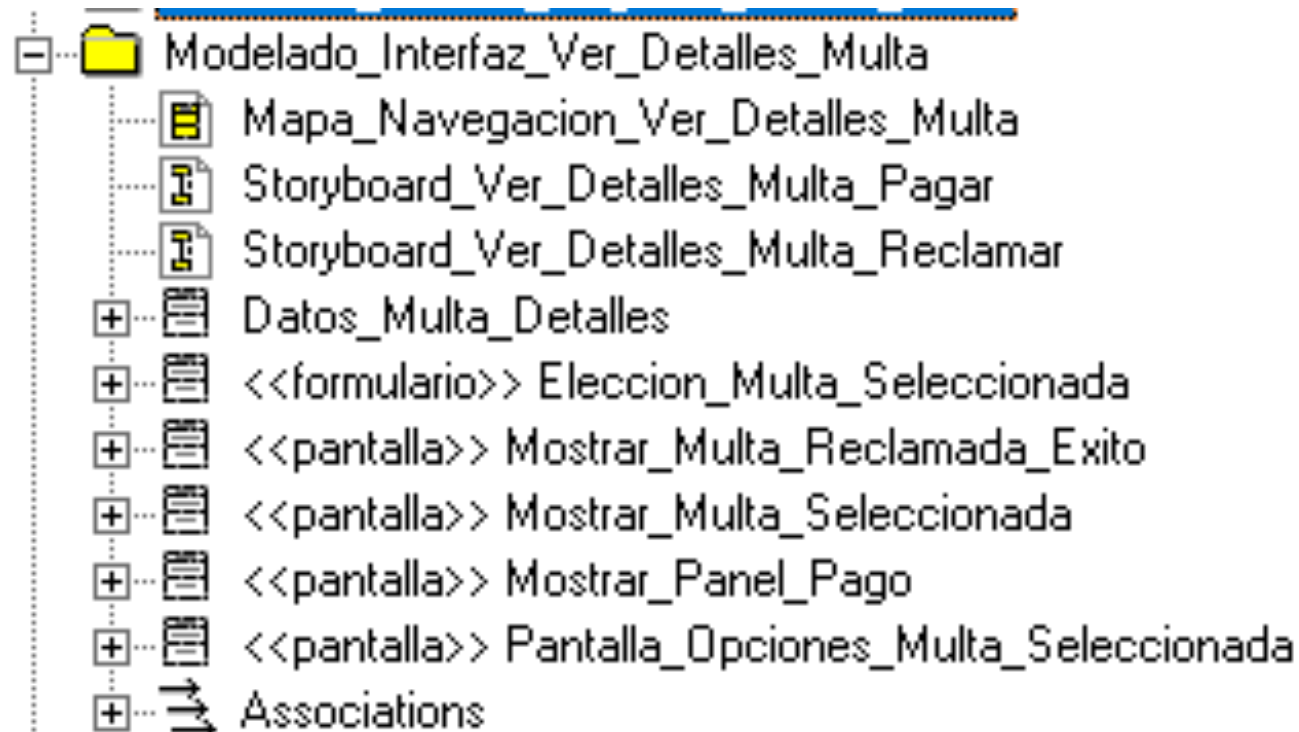 Modelado_Interfaz_Ver_Detalles_Multa
Mapa_Navegacion_Ver_Detalles_Multa
Storyboard_Ver_Detalles_Multa_Pagar
Storyboard_Ver_Detalles_Multa_Reclamar
Datos_Multa_Detalles
<<formulario>> Eleccion_Multa_Seleccionada
<<pantalla>> Mostrar_Multa_Reclamada_Exito
<<pantalla>> Mostrar_Multa_Seleccionada
<<pantalla>> Mostrar_Panel_Pago
<<pantalla>> Pantalla_Opciones_Multa_Seleccionada
Associations